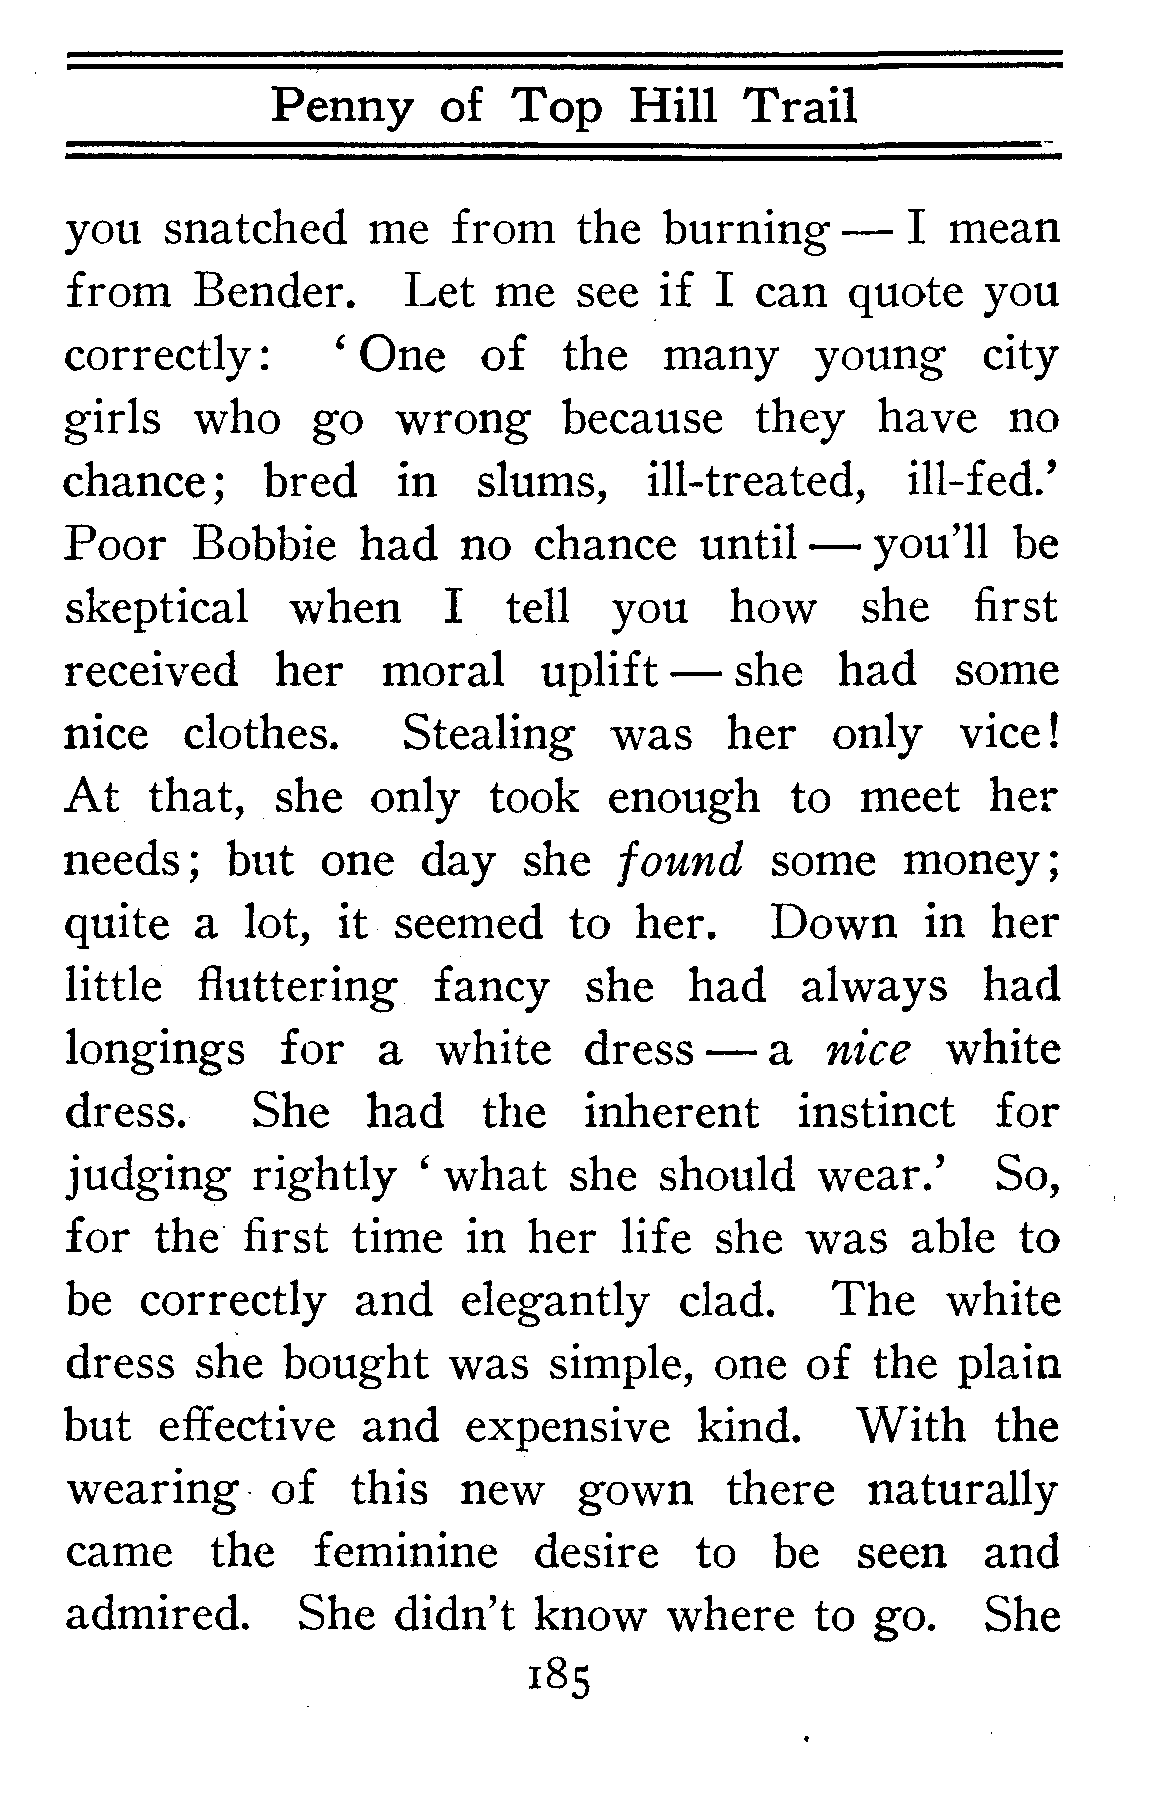 Penny of Top Hill Trail
you snatched me from the burning — I mean
from Bender. Let me see if I can quote you
correctly: ‘One of the many young city
girls who go wrong because they have no
chance; bred in slums, ill-treated, ill-fed.’
Poor Bobbie had no chance until — you’ll be
skeptical when I tell you how she first
received her moral uplift — she had some
nice clothes. Stealing was her only vice!
At that, she only took enough to meet her
needs; but one day she found some money;
quite a lot, it seemed to her. Down in her
little fluttering fancy she had always had
longings for a white dress — a nice white
dress. She had the inherent instinct for
judging rightly ‘what she should wear.’ So,
for the first time in her life she was able to
be correctly and elegantly clad. The white
dress she bought was simple, one of the plain
but effective and expensive kind. With the
wearing of this new gown there naturally
came the feminine desire to be seen and
admired. She didn’t know where to go. She
185